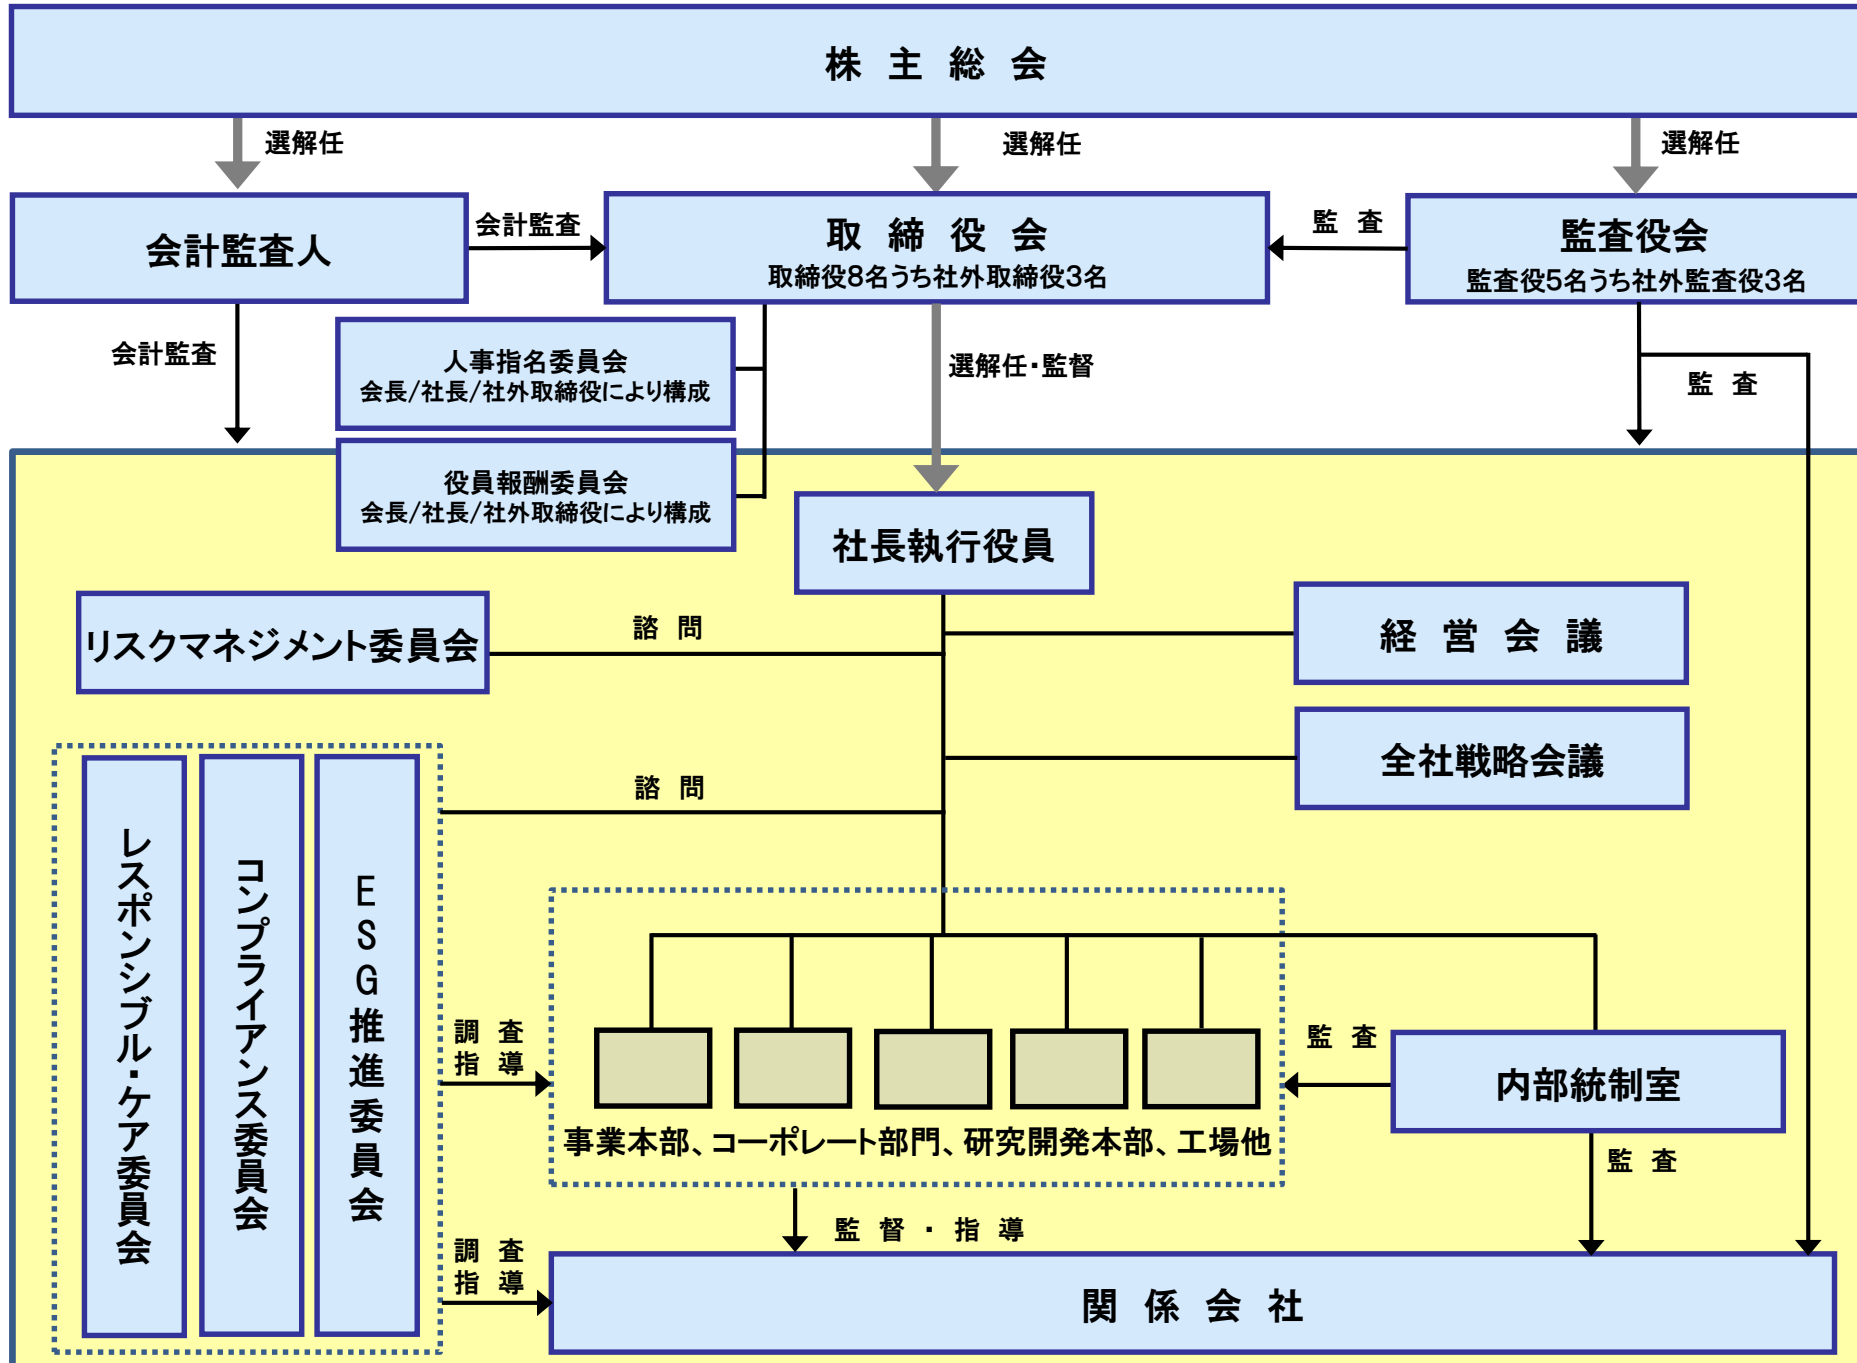 株主総会
選解任
選解任
選解任
会計監査人
会計監査
取締役会
取締役8名うち社外取締役3名
監査
監査役会
監査役5名うち社外監査役3名
会計監査
人事指名委員会
会長/社長/社外取締役により構成
選解任・監督
監査
役員報酬委員会
会長/社長/社外取締役により構成
社長執行役員
リスクマネジメント委員会
諮問
経営会議
全社戦略会議
諮問
レスポンシブル・ケア委員会
コンプライアンス委員会
ESG推進委員会
調査
指導
監査
内部統制室
事業本部、コーポレート部門、研究開発本部、工場他
監査
監督・指導
調査
指導
関係会社